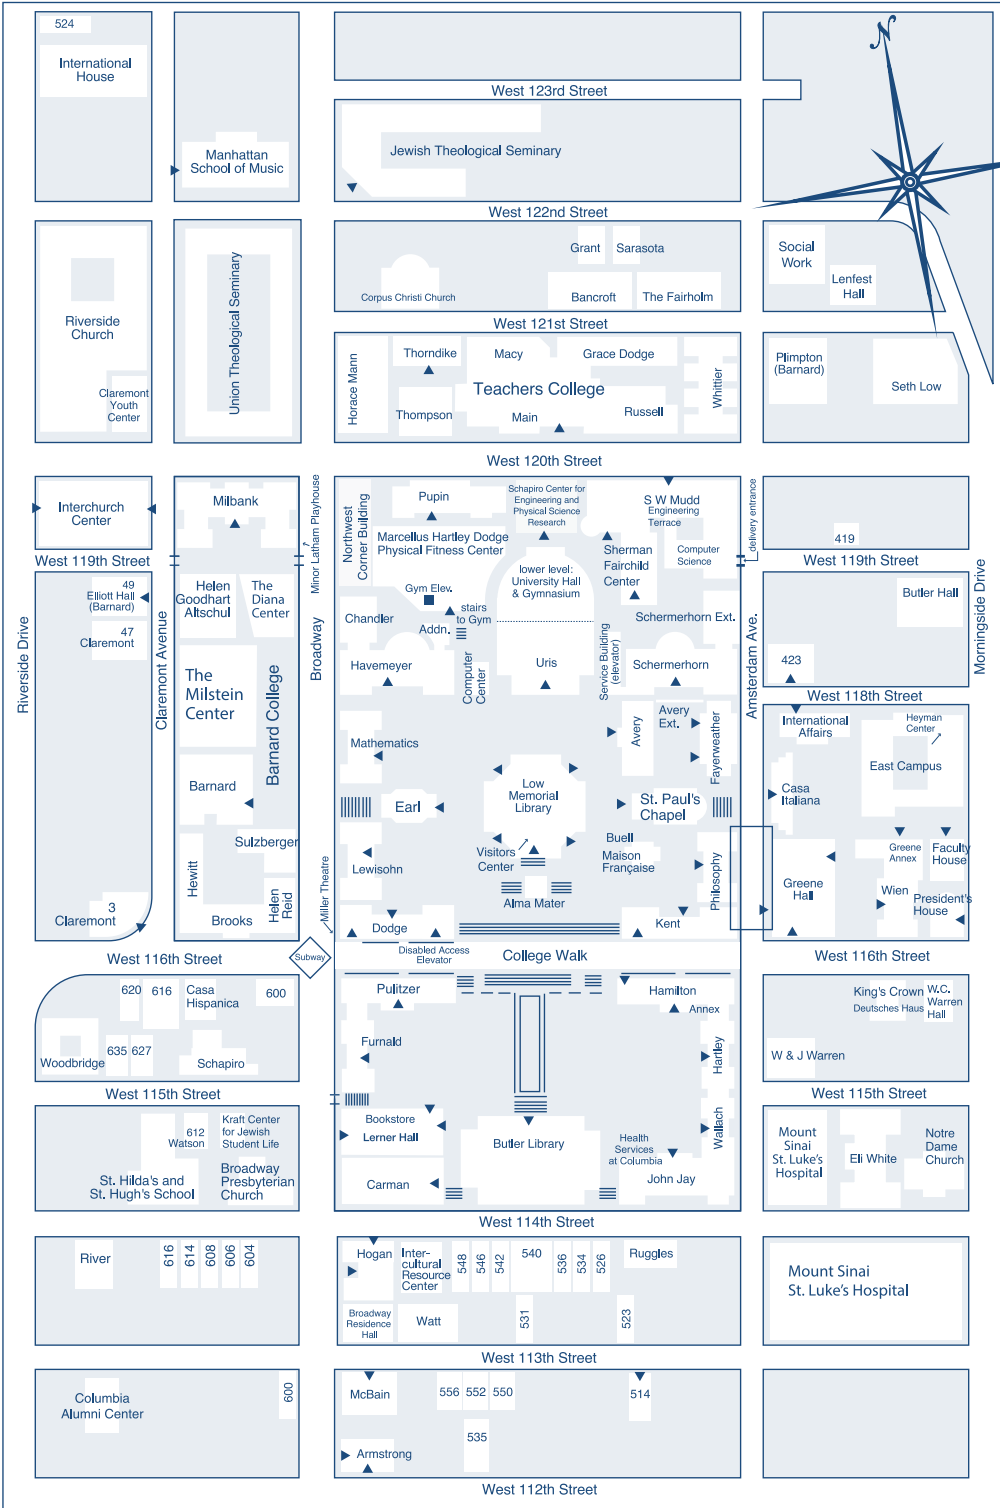 524
International
House
Manhattan
School of Music
West 123rd Street
Jewish Theological Seminary
N
West 122nd Street
Riverside
Church
Claremont
Youth
Center
Union Theological Seminary
Corpus Christi Church
Grant
Sarasota
Bancroft
The Fairholm
Social
Work
Lenfest
Hall
West 121st Street
Horace Mann
Thorndike
Macy
Grace Dodge
Teachers College
Thompson
Main
Russell
Whittier
Plimpton
(Barnard)
Seth Low
West 120th Street
Interchurch
Center
Milbank
Minor Latham Playhouse
Northwest
Corner Building
Pupin
Marcellus Hartley Dodge
Physical Fitness Center
Schapiro Center for
Engineering and
Physical Science
Research
S W Mudd
Engineering
Terrace
Computer
Science
delivery entrance
419
West 119th Street
West 119th Street
Riverside Drive
Claremont Avenue
Broadway
Amsterdam Ave.
Morningside Drive
49
Elliott Hall
(Barnard)
47
Claremont
Helen
Goodhart
Altschul
The
Diana
Center
Gym Elev.
stairs
to Gym
lower level:
University Hall
& Gymnasium
Sherman
Fairchild
Center
Butler Hall
Chandler
Addn.
Schermerhorn Ext.
Havemeyer
Computer
Center
Uris
Service Building
(elevator)
Schermerhorn
423
The
Milstein
Center
Barnard College
West 118th Street
Mathematics
Avery
Avery
Ext.
Fayerweather
International
Affairs
Heyman
Center
East Campus
Barnard
Earl
Low
Memorial
Library
St. Paul's
Chapel
Casa
Italiana
Sulzberger
Hewitt
Lewisohn
Visitors
Center
Buell
Maison
Française
Philosophy
Greene
Hall
Greene
Annex
Faculty
House
Miller Theatre
Helen
Reid
Brooks
3
Claremont
Alma Mater
Wien
President's
House
Dodge
Kent
Disabled Access
Elevator
West 116th Street
Subway
College Walk
West 116th Street
620
616
Casa
Hispanica
600
Pulitzer
Hamilton
Annex
King's Crown
Deutsches Haus
W.C.
Warren
Hall
Woodbridge
635
627
Schapiro
Furnald
Hartley
W & J Warren
West 115th Street
West 115th Street
612
Watson
Kraft Center
for Jewish
Student Life
St. Hilda's and
St. Hugh's School
Broadway
Presbyterian
Church
Bookstore
Lerner Hall
Carman
Butler Library
Health
Services
at Columbia
Wallach
John Jay
Mount
Sinai
St. Luke's
Hospital
Eli White
Notre
Dame
Church
West 114th Street
River
616
614
608
606
604
Hogan
Inter-
cultural
Resource
Center
548
546
542
540
536
534
526
Ruggles
Broadway
Residence
Hall
Watt
531
523
Mount Sinai
St. Luke's Hospital
West 113th Street
Columbia
Alumni Center
600
McBain
556
552
550
514
535
Armstrong
West 112th Street